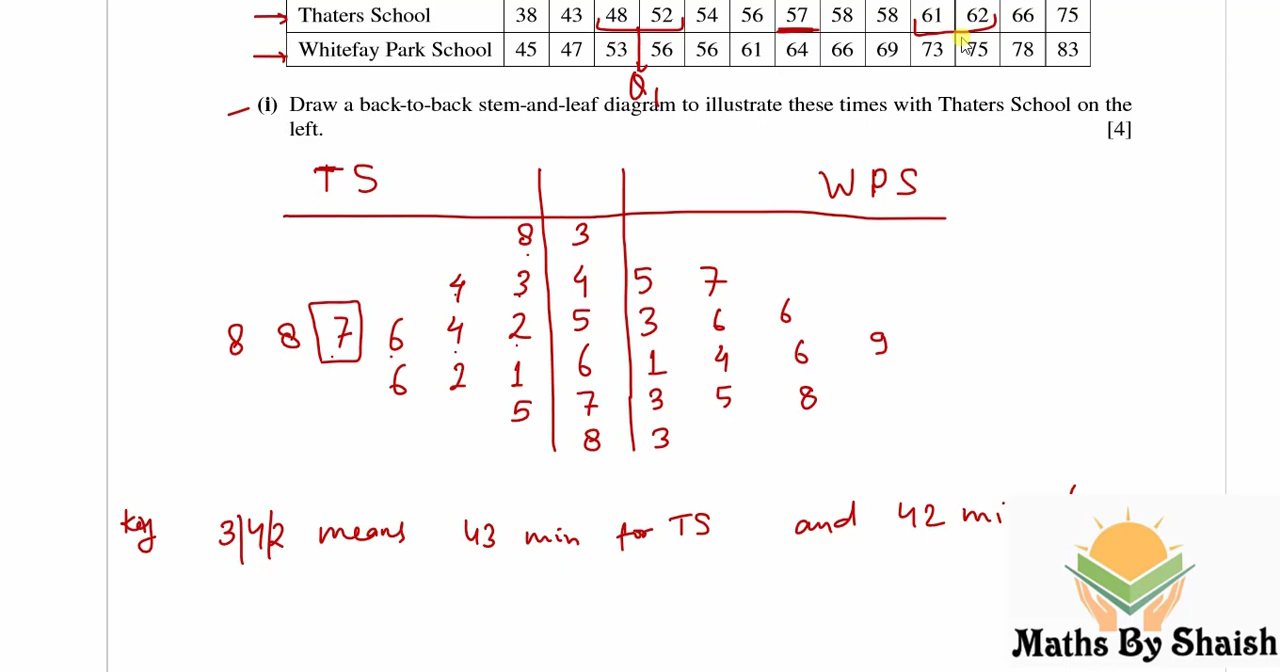 Thaters School 38 43 48 52 54 56 57 58 58 61 62 66 75
Whitefay Park School 45 47 53 56 56 61 64 66 69 73 75 78 83
Q1
(i) Draw a back-to-back stem-and-leaf diagram to illustrate these times with Thaters School on the
left. [4]
TS WPS
8 3
4 3 4 5 7
8 8 7 6 4 2 5 3 6 6
6 2 1 6 1 4 6 9
5 7 3 5 8
8 3
Key 3|4|2 means 43 min for TS and 42 mi
Maths By Shaish